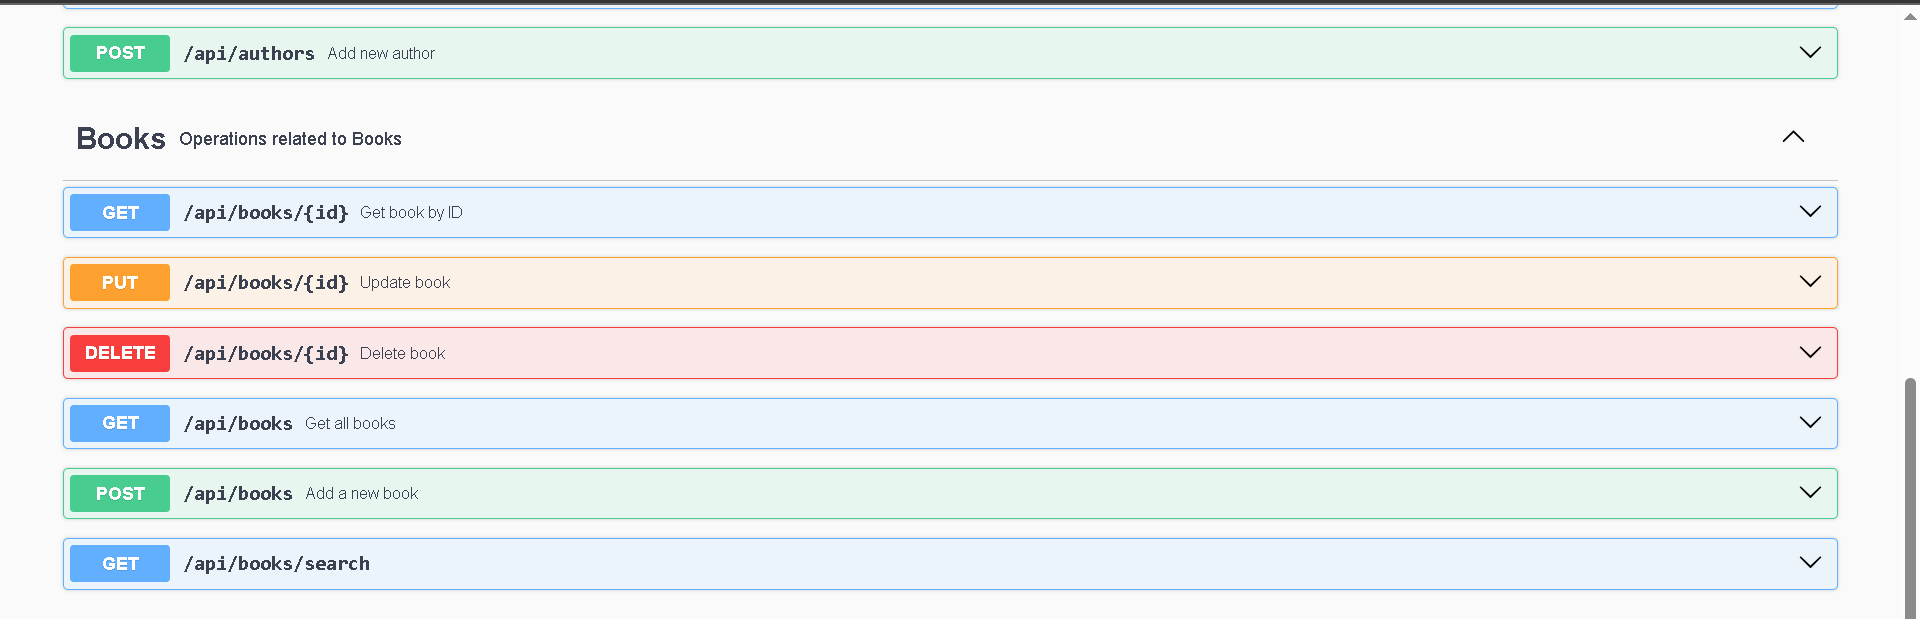 POST /api/authors Add new author
Books Operations related to Books
GET /api/books/{id} Get book by ID
PUT /api/books/{id} Update book
DELETE /api/books/{id} Delete book
GET /api/books Get all books
POST /api/books Add a new book
GET /api/books/search